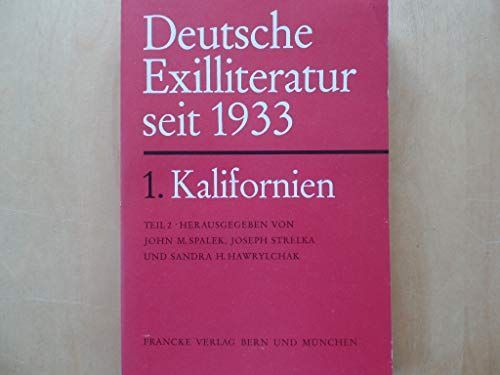 Deutsche
Exilliteratur
seit 1933
1. Kalifornien
TEIL 2 · HERAUSGEGEBEN VON
JOHN M. SPALEK, JOSEPH STRELKA
UND SANDRA H. HAWRYLCHAK
FRANCKE VERLAG BERN UND MÜNCHEN